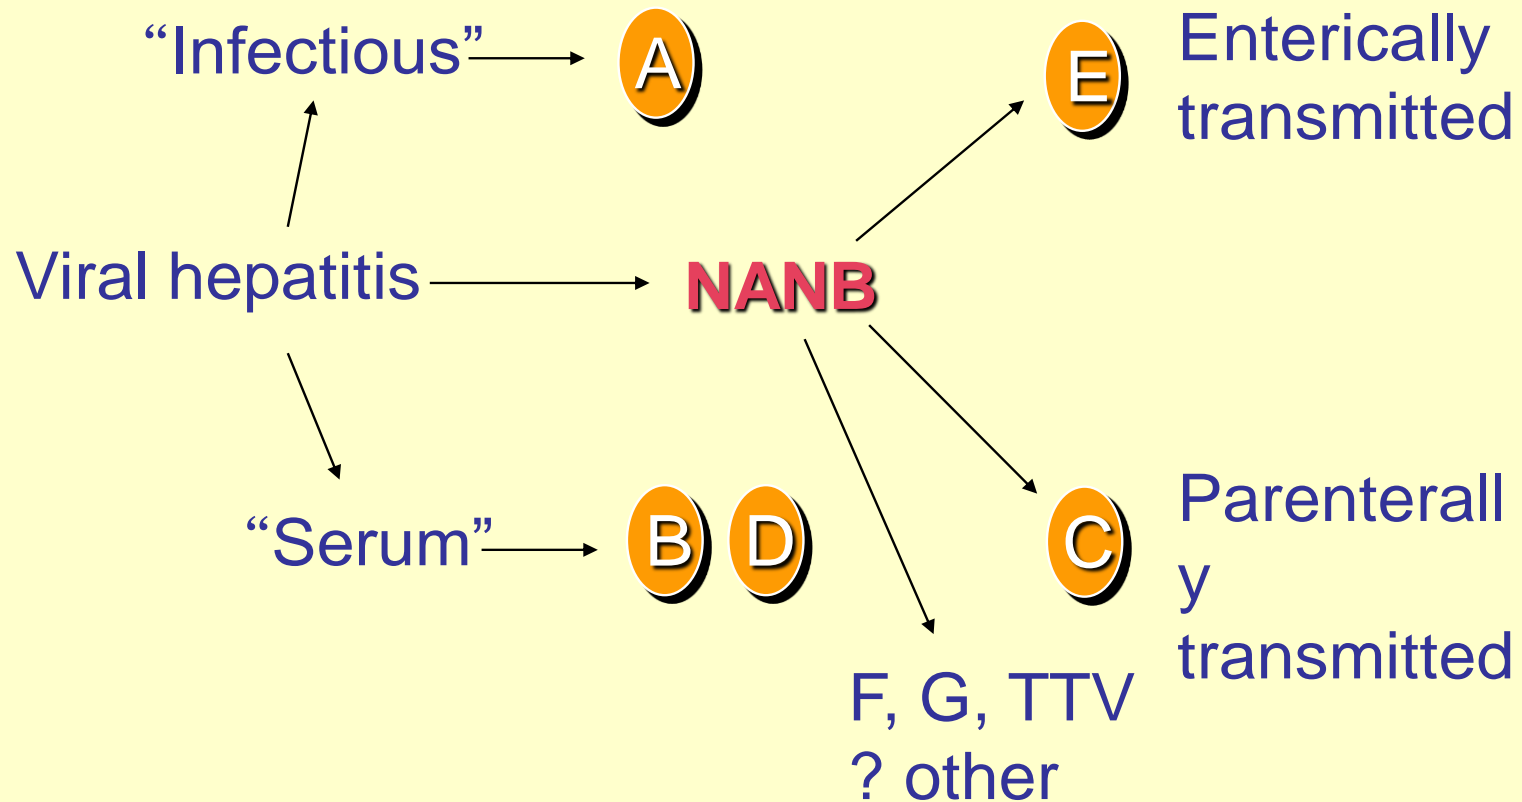 “Infectious”
A
E
Enterically
transmitted
Viral hepatitis
NANB
“Serum”
B
D
C
Parenterall
y
transmitted
F, G, TTV
? other